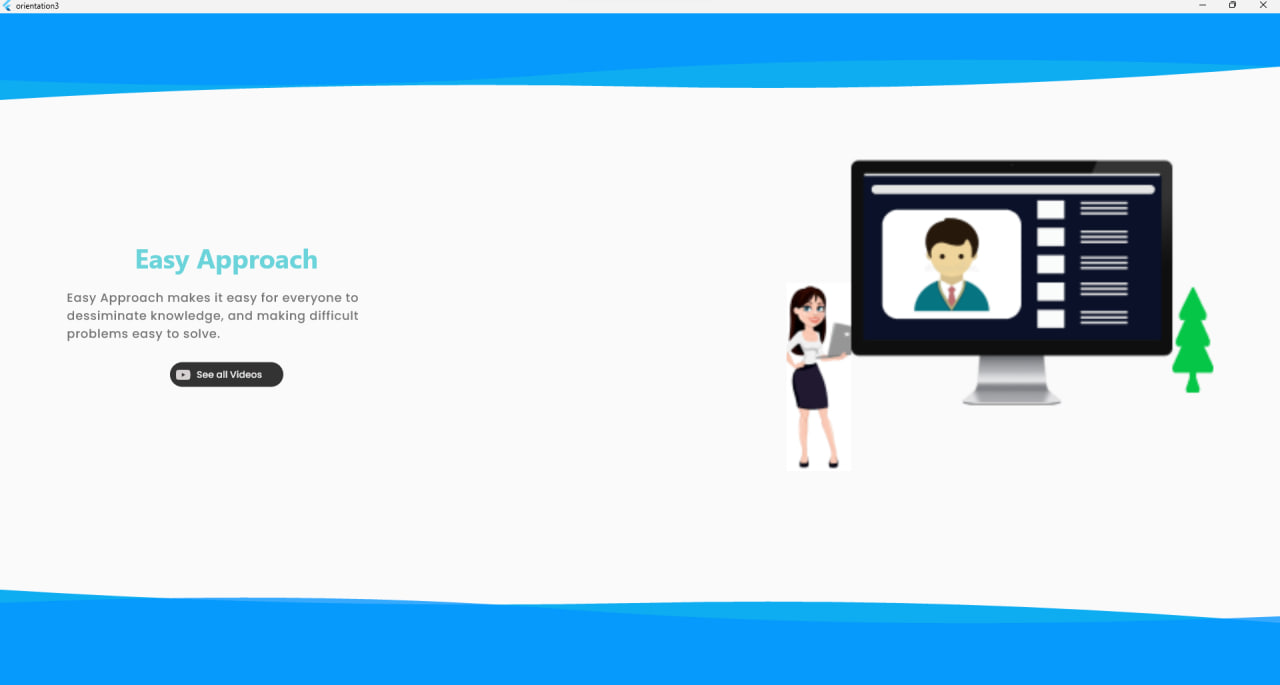 orientation3
Easy Approach
Easy Approach makes it easy for everyone to
dessiminate knowledge, and making difficult
problems easy to solve.
See all Videos